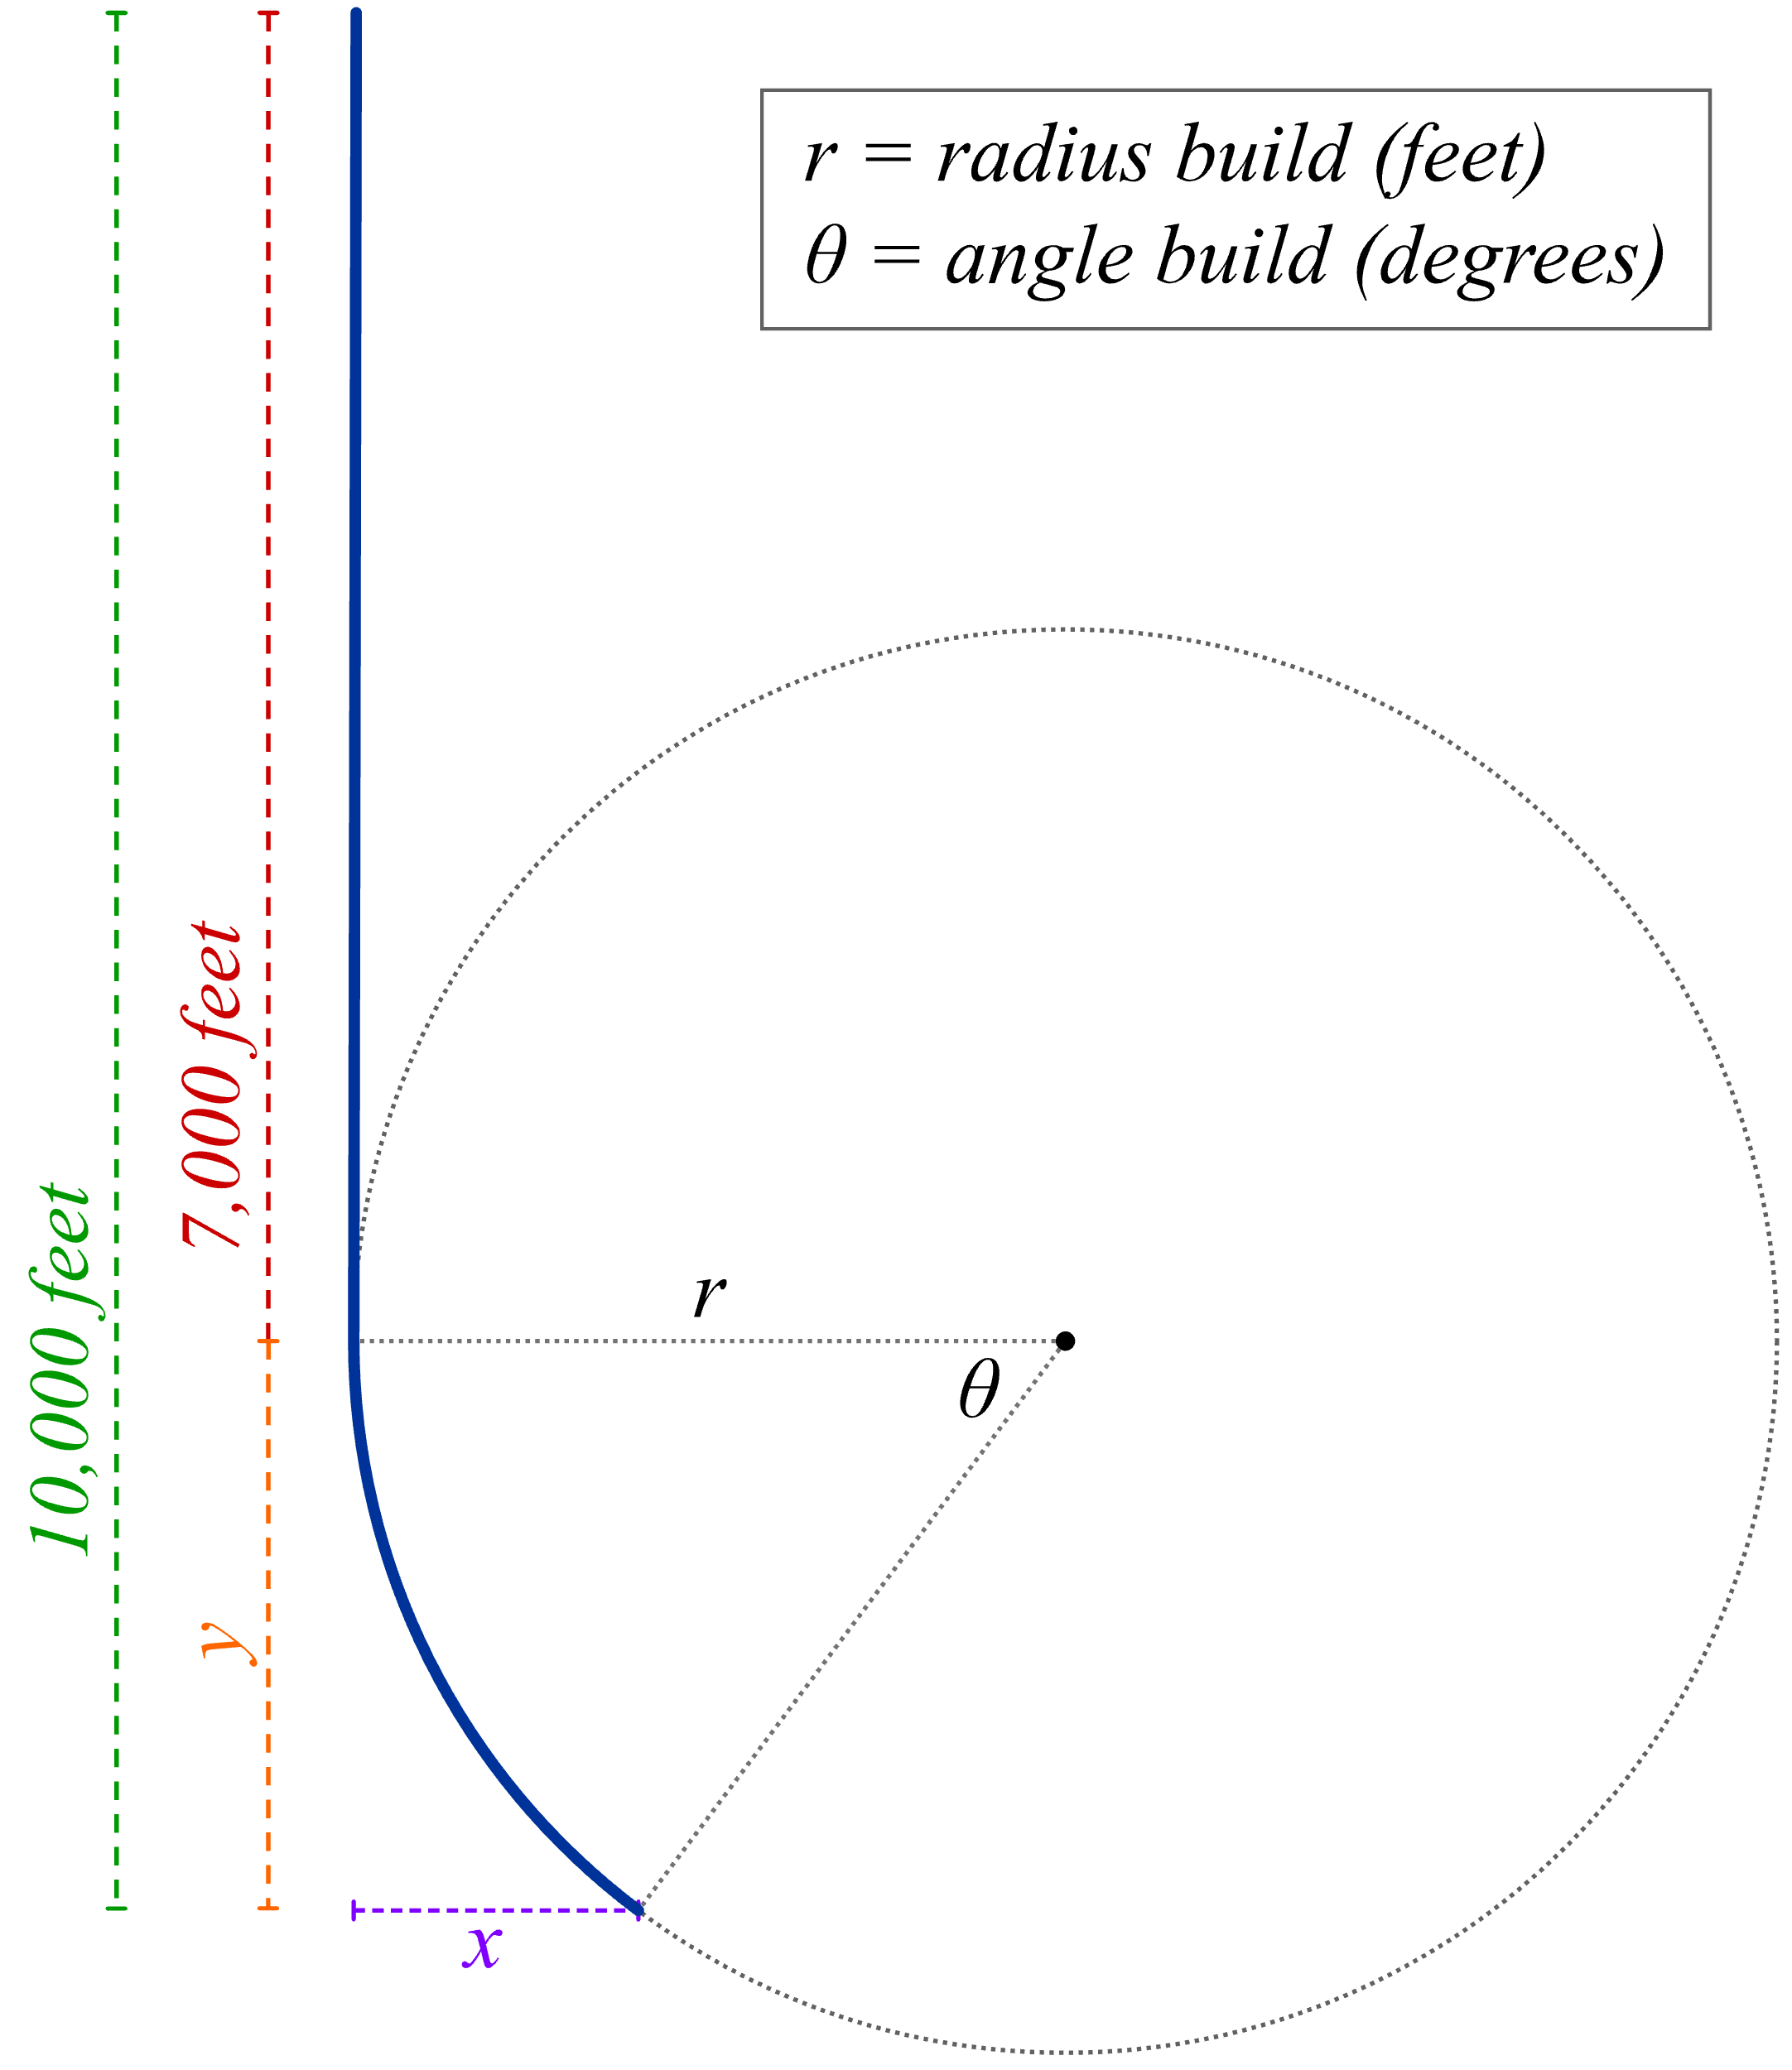 r = radius build (feet)
θ = angle build (degrees)
10,000 feet
7,000 feet
y
r
θ
x